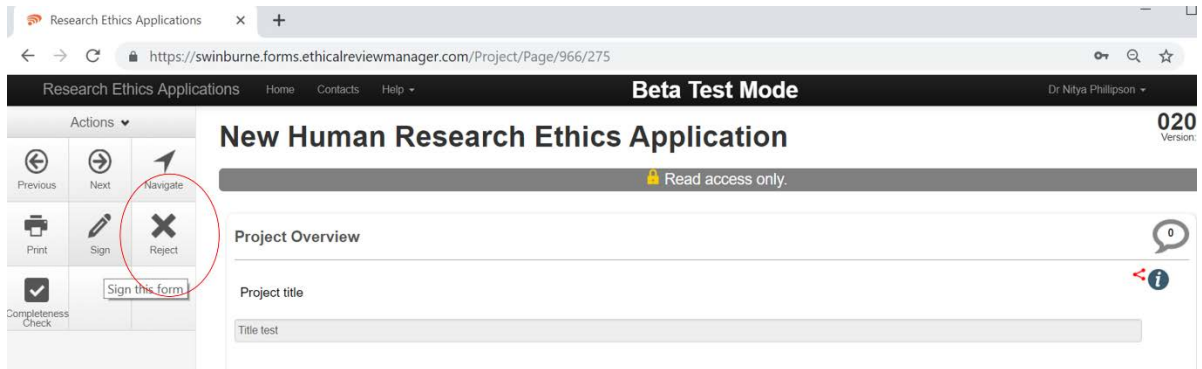 Research Ethics Applications
https://swinburne.forms.ethicalreviewmanager.com/Project/Page/966/275
Research Ethics Applications Home Contacts Help Beta Test Mode Dr Nitya Phillipson
Actions
New Human Research Ethics Application
020
Version:
Previous Next Navigate
Read access only.
Print Sign Reject
Project Overview
0
Sign this form
Project title
Completeness
Check
Title test